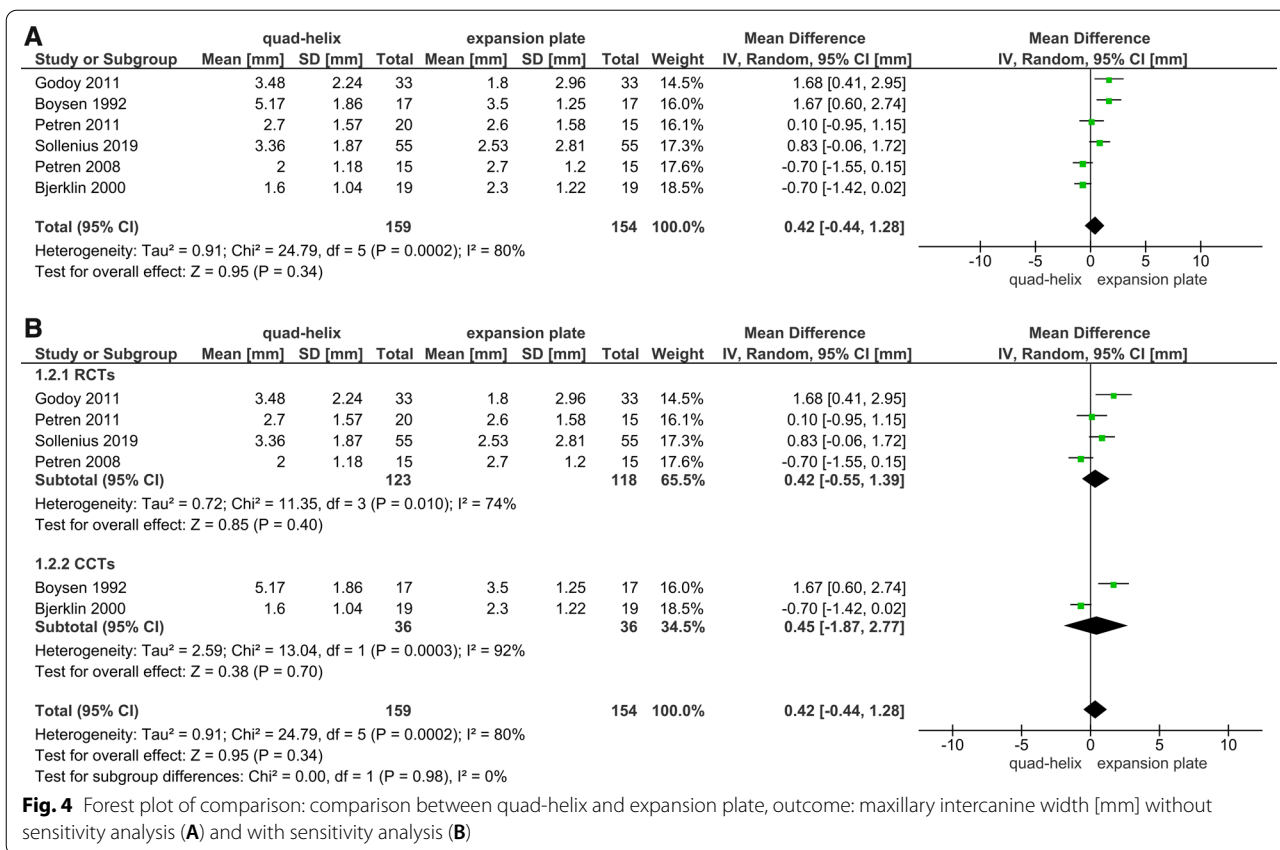 A
quad-helix expansion plate Mean Difference Mean Difference
Study or Subgroup Mean [mm] SD [mm] Total Mean [mm] SD [mm] Total Weight IV, Random, 95% CI [mm] IV, Random, 95% CI [mm]
Godoy 2011 3.48 2.24 33 1.8 2.96 33 14.5% 1.68 [0.41, 2.95]
Boysen 1992 5.17 1.86 17 3.5 1.25 17 16.0% 1.67 [0.60, 2.74]
Petren 2011 2.7 1.57 20 2.6 1.58 15 16.1% 0.10 [-0.95, 1.15]
Sollenius 2019 3.36 1.87 55 2.53 2.81 55 17.3% 0.83 [-0.06, 1.72]
Petren 2008 2 1.18 15 2.7 1.2 15 17.6% -0.70 [-1.55, 0.15]
Bjerklin 2000 1.6 1.04 19 2.3 1.22 19 18.5% -0.70 [-1.42, 0.02]
Total (95% CI) 159 154 100.0% 0.42 [-0.44, 1.28]
Heterogeneity: Tau² = 0.91; Chi² = 24.79, df = 5 (P = 0.0002); I² = 80%
Test for overall effect: Z = 0.95 (P = 0.34)
-10 -5 0 5 10
quad-helix expansion plate
B
quad-helix expansion plate Mean Difference Mean Difference
Study or Subgroup Mean [mm] SD [mm] Total Mean [mm] SD [mm] Total Weight IV, Random, 95% CI [mm] IV, Random, 95% CI [mm]
1.2.1 RCTs
Godoy 2011 3.48 2.24 33 1.8 2.96 33 14.5% 1.68 [0.41, 2.95]
Petren 2011 2.7 1.57 20 2.6 1.58 15 16.1% 0.10 [-0.95, 1.15]
Sollenius 2019 3.36 1.87 55 2.53 2.81 55 17.3% 0.83 [-0.06, 1.72]
Petren 2008 2 1.18 15 2.7 1.2 15 17.6% -0.70 [-1.55, 0.15]
Subtotal (95% CI) 123 118 65.5% 0.42 [-0.55, 1.39]
Heterogeneity: Tau² = 0.72; Chi² = 11.35, df = 3 (P = 0.010); I² = 74%
Test for overall effect: Z = 0.85 (P = 0.40)
1.2.2 CCTs
Boysen 1992 5.17 1.86 17 3.5 1.25 17 16.0% 1.67 [0.60, 2.74]
Bjerklin 2000 1.6 1.04 19 2.3 1.22 19 18.5% -0.70 [-1.42, 0.02]
Subtotal (95% CI) 36 36 34.5% 0.45 [-1.87, 2.77]
Heterogeneity: Tau² = 2.59; Chi² = 13.04, df = 1 (P = 0.0003); I² = 92%
Test for overall effect: Z = 0.38 (P = 0.70)
Total (95% CI) 159 154 100.0% 0.42 [-0.44, 1.28]
Heterogeneity: Tau² = 0.91; Chi² = 24.79, df = 5 (P = 0.0002); I² = 80%
Test for overall effect: Z = 0.95 (P = 0.34)
Test for subgroup differences: Chi² = 0.00, df = 1 (P = 0.98), I² = 0%
-10 -5 0 5 10
quad-helix expansion plate
Fig. 4 Forest plot of comparison: comparison between quad-helix and expansion plate, outcome: maxillary intercanine width [mm] without
sensitivity analysis (A) and with sensitivity analysis (B)